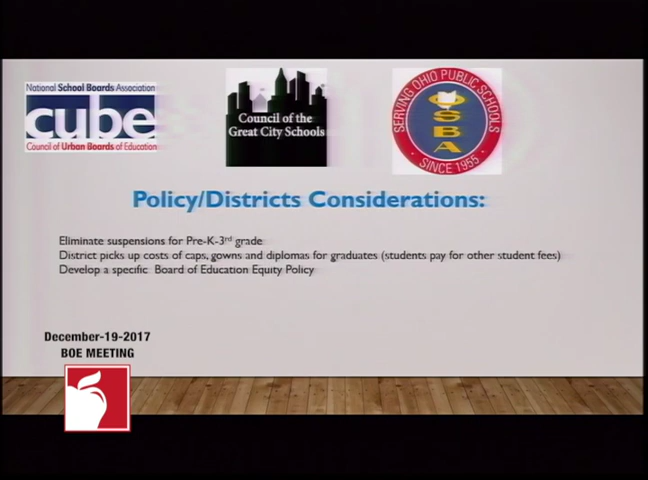 National School Boards Association
cube
Council of Urban Boards of Education
Council of the
Great City Schools
SERVING OHIO PUBLIC SCHOOLS
OSBA
SINCE 1955
Policy/Districts Considerations:
Eliminate suspensions for Pre-K-3rd grade
District picks up costs of caps, gowns and diplomas for graduates (students pay for other student fees)
Develop a specific Board of Education Equity Policy
December-19-2017
BOE MEETING